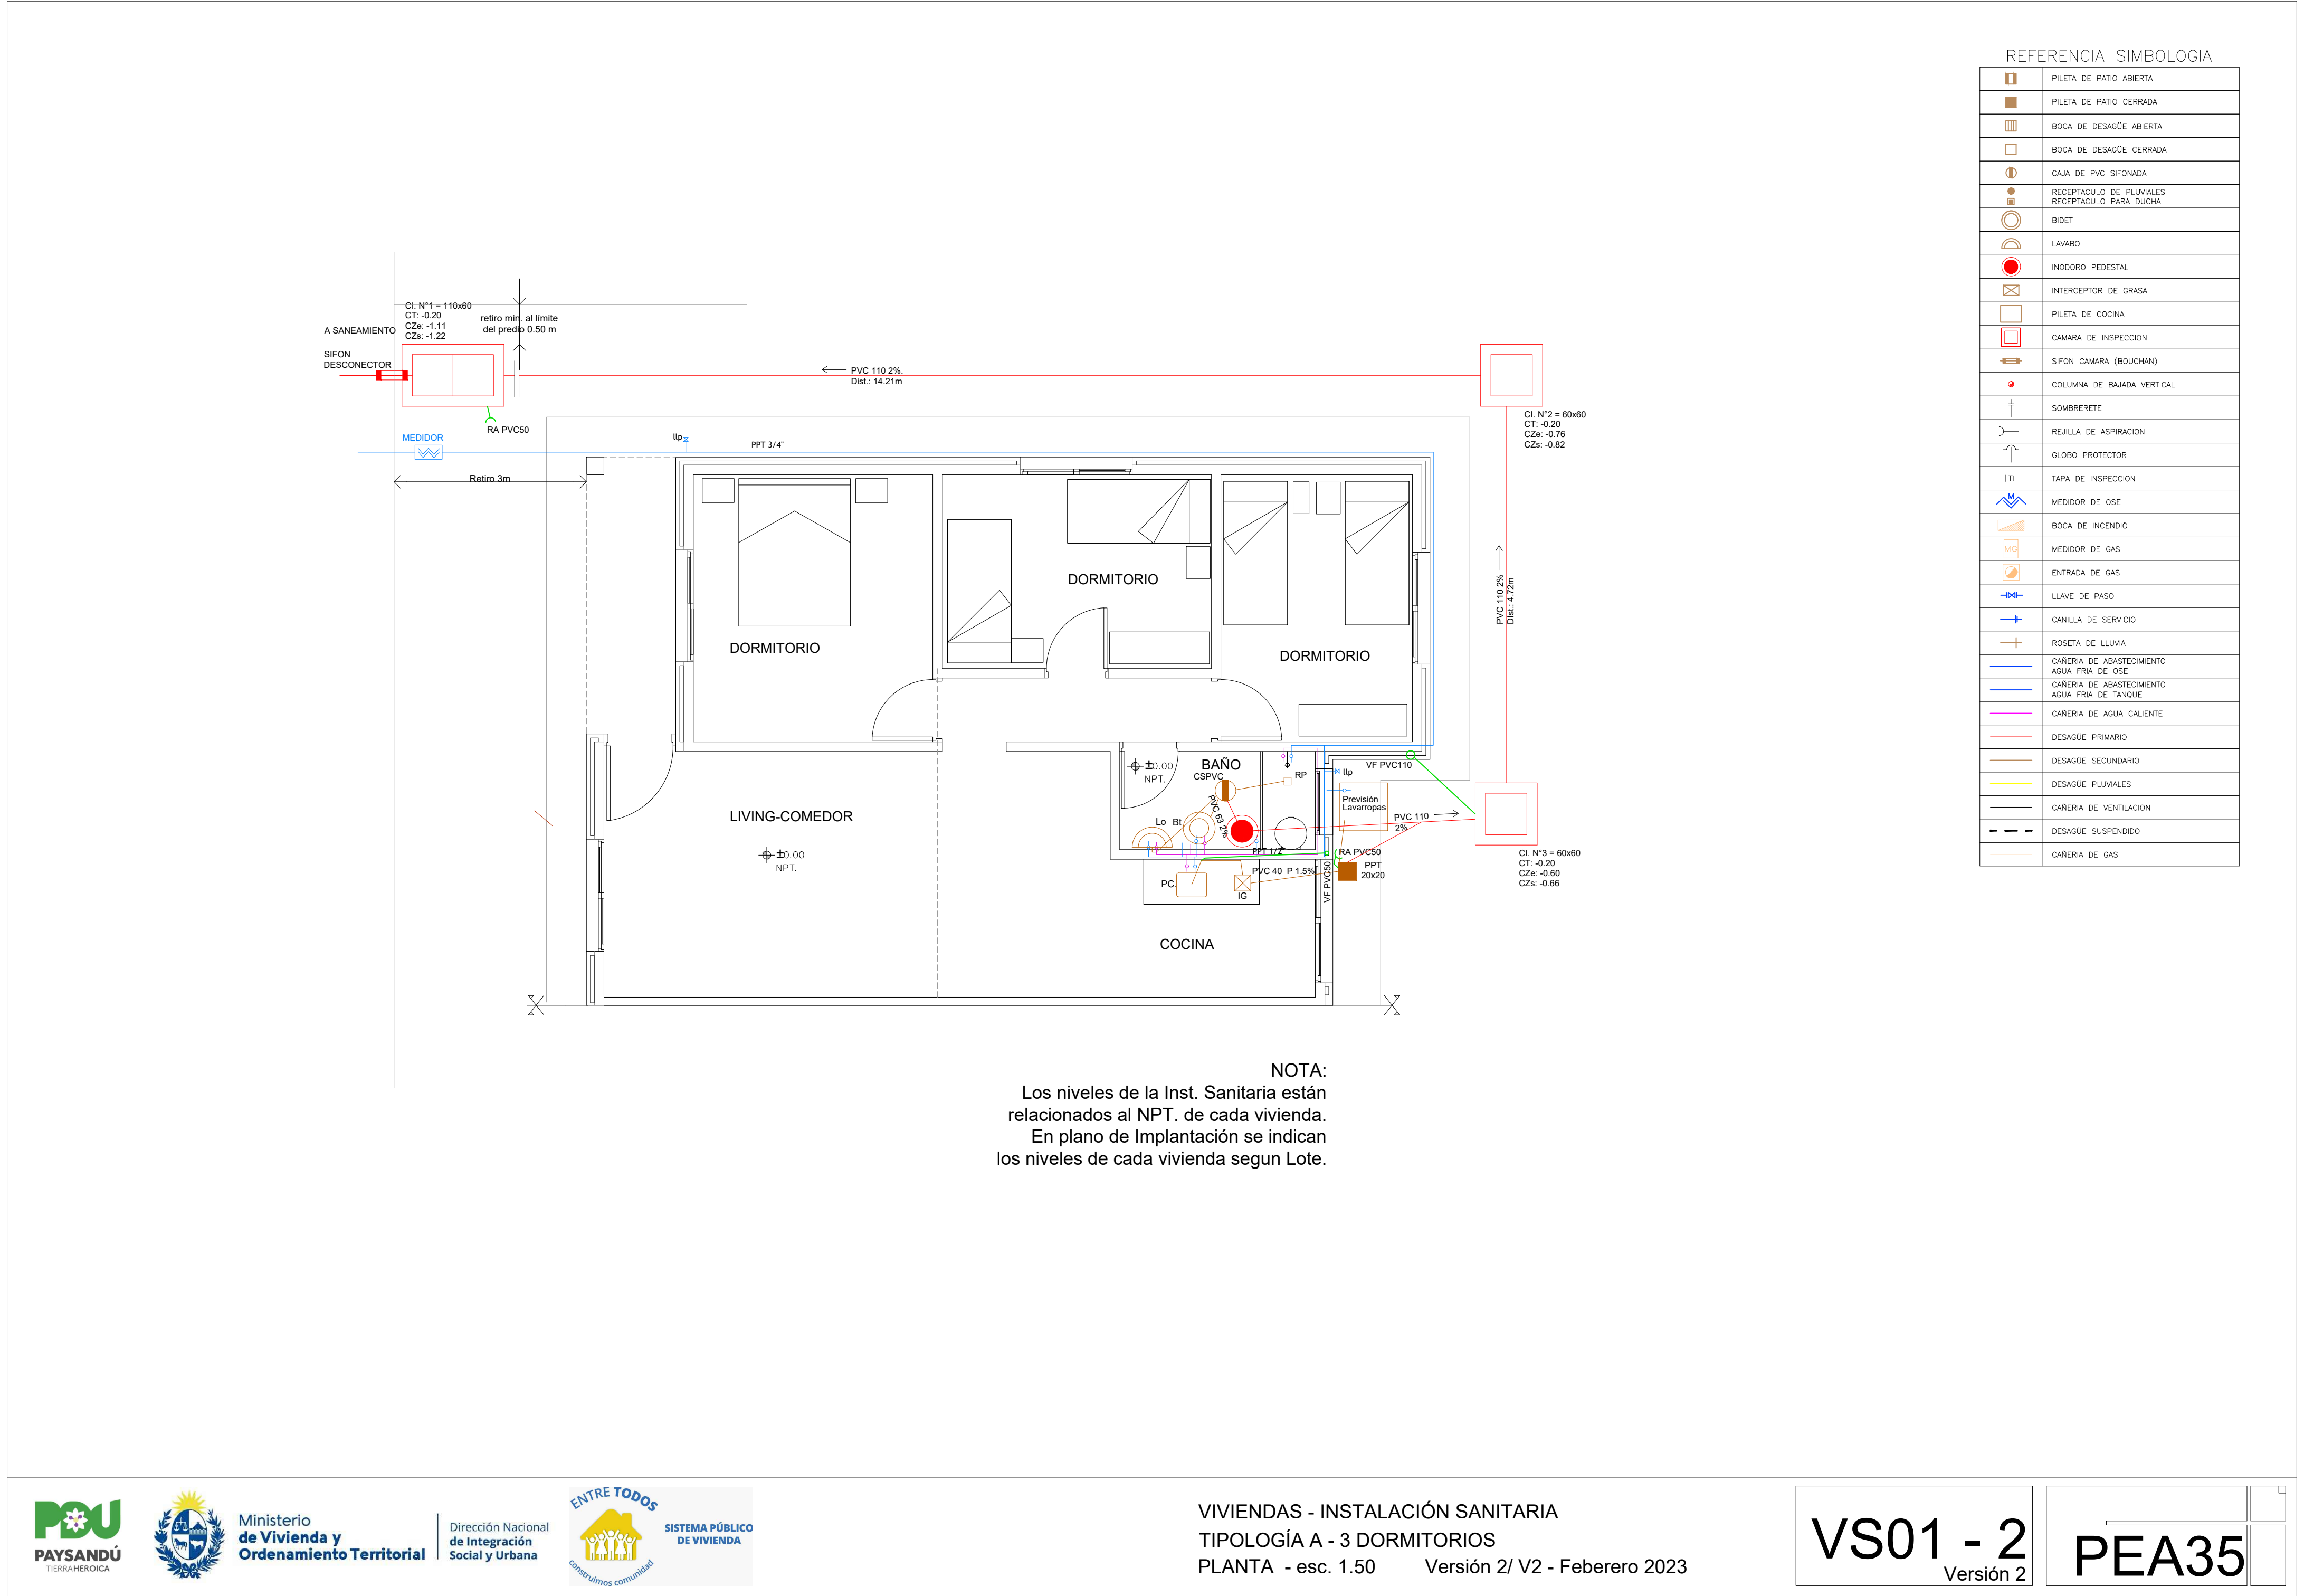 REFERENCIA SIMBOLOGIA
PILETA DE PATIO ABIERTA
PILETA DE PATIO CERRADA
BOCA DE DESAGÜE ABIERTA
BOCA DE DESAGÜE CERRADA
CAJA DE PVC SIFONADA
RECEPTACULO DE PLUVIALES
RECEPTACULO PARA DUCHA
BIDET
LAVABO
INODORO PEDESTAL
INTERCEPTOR DE GRASA
PILETA DE COCINA
CAMARA DE INSPECCION
SIFON CAMARA (BOUCHAN)
COLUMNA DE BAJADA VERTICAL
SOMBRERETE
REJILLA DE ASPIRACION
GLOBO PROTECTOR
|TI TAPA DE INSPECCION
M MEDIDOR DE OSE
BOCA DE INCENDIO
MG MEDIDOR DE GAS
ENTRADA DE GAS
LLAVE DE PASO
CANILLA DE SERVICIO
ROSETA DE LLUVIA
CAÑERIA DE ABASTECIMIENTO
AGUA FRIA DE OSE
CAÑERIA DE ABASTECIMIENTO
AGUA FRIA DE TANQUE
CAÑERIA DE AGUA CALIENTE
DESAGÜE PRIMARIO
DESAGÜE SECUNDARIO
DESAGÜE PLUVIALES
CAÑERIA DE VENTILACION
DESAGÜE SUSPENDIDO
CAÑERIA DE GAS
CI. N°1 = 110x60
CT: -0.20
CZe: -1.11
CZs: -1.22
retiro min. al límite
del predio 0.50 m
A SANEAMIENTO
SIFON
DESCONECTOR
PVC 110 2%.
Dist.: 14.21m
RA PVC50
MEDIDOR
llp
PPT 3/4"
Retiro 3m
CI. N°2 = 60x60
CT: -0.20
CZe: -0.76
CZs: -0.82
PVC 110 2%
Dist.: 4.72m
DORMITORIO
DORMITORIO
DORMITORIO
±0.00
NPT.
BAÑO
CSPVC
RP
llp
VF PVC110
Previsión
Lavarropas
PVC 63 2%
Lo
Bt
PVC 110
2%
LIVING-COMEDOR
±0.00
NPT.
PPT 1/2"
RA PVC50
PVC 40 P 1.5%
VF PVC50
PPT
20x20
PC.
IG
CI. N°3 = 60x60
CT: -0.20
CZe: -0.60
CZs: -0.66
COCINA
NOTA:
Los niveles de la Inst. Sanitaria están
relacionados al NPT. de cada vivienda.
En plano de Implantación se indican
los niveles de cada vivienda segun Lote.
PDU
PAYSANDÚ
TIERRAHEROICA
Ministerio
de Vivienda y
Ordenamiento Territorial
Dirección Nacional
de Integración
Social y Urbana
ENTRE TODOS
construimos comunidad
SISTEMA PÚBLICO
DE VIVIENDA
VIVIENDAS - INSTALACIÓN SANITARIA
TIPOLOGÍA A - 3 DORMITORIOS
PLANTA - esc. 1.50 Versión 2/ V2 - Feberero 2023
VS01 - 2
Versión 2
PEA35